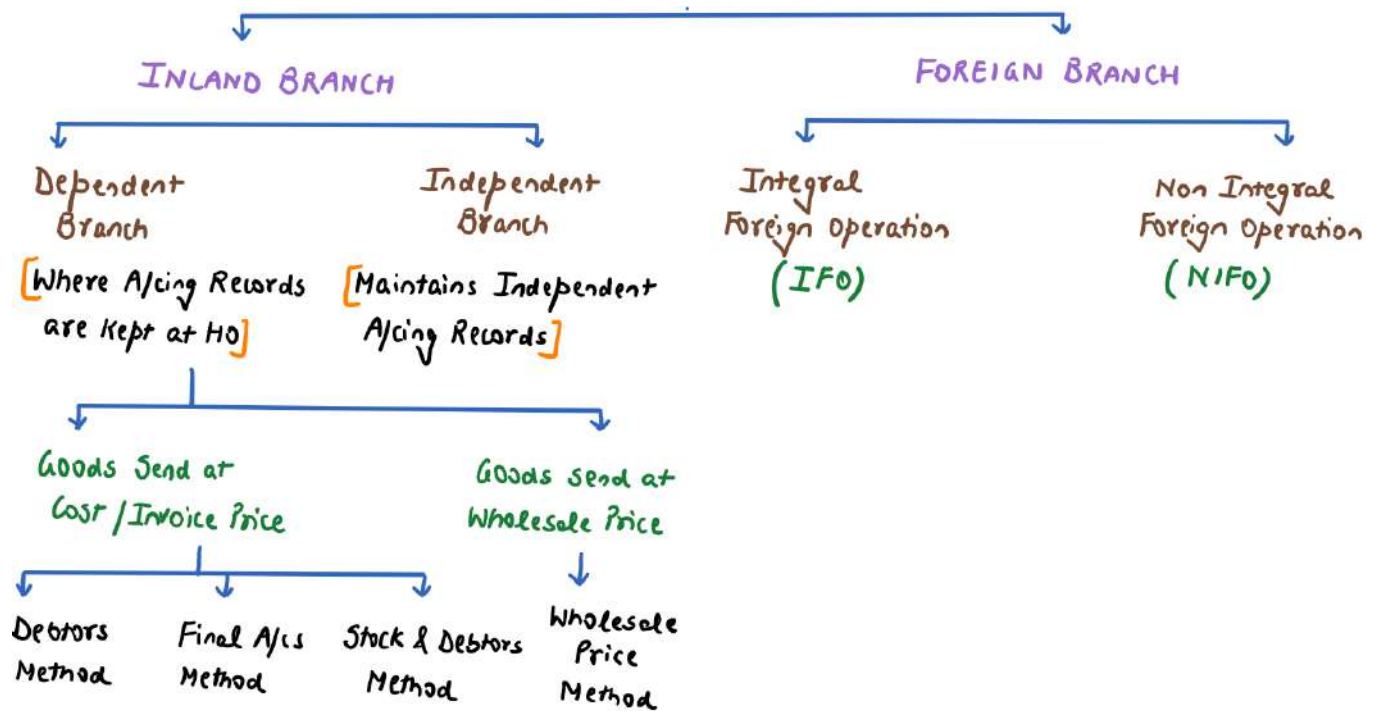 INLAND BRANCH
FOREIGN BRANCH
Dependent
Branch
Independent
Branch
Integral
Foreign Operation
(IFO)
Non Integral
Foreign Operation
(NIFO)
[Where A/cing Records
are Kept at HO]
[Maintains Independent
A/cing Records]
Goods Send at
Cost / Invoice Price
Goods send at
Wholesale Price
Debtors
Method
Final A/cs
Method
Stock & Debtors
Method
Wholesale
Price
Method